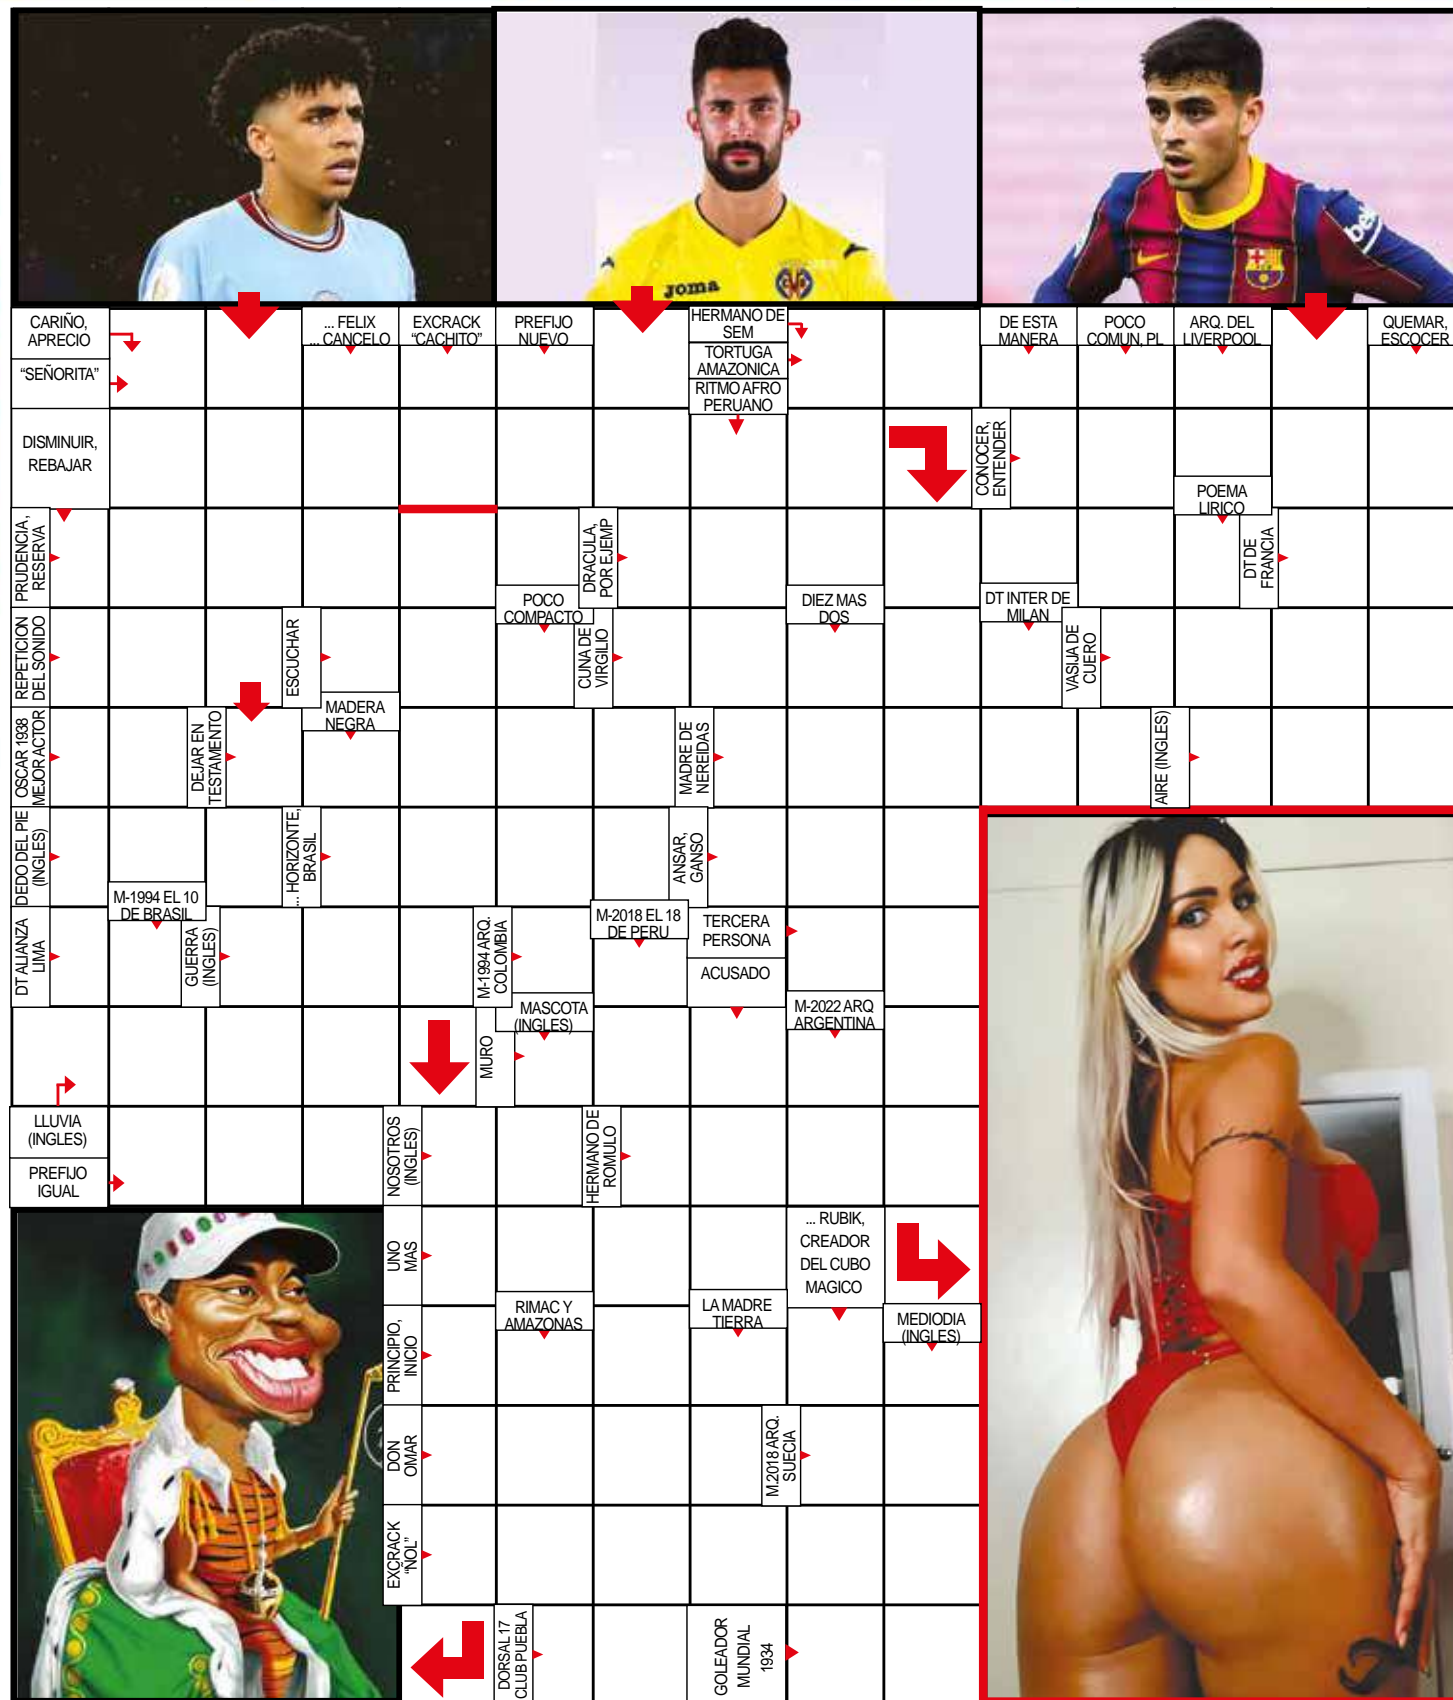 Joma
beko
CARIÑO,
APRECIO
"SEÑORITA"
... FELIX
... CANCELO
EXCRACK
"CACHITO"
PREFIJO
NUEVO
HERMANO DE
SEM
TORTUGA
AMAZONICA
RITMO AFRO
PERUANO
DE ESTA
MANERA
POCO
COMUN, PL
ARQ. DEL
LIVERPOOL
QUEMAR,
ESCOCER
DISMINUIR,
REBAJAR
CONOCER,
ENTENDER
POEMA
LIRICO
PRUDENCIA,
RESERVA
DRACULA,
POR EJEMP
DT DE
FRANCIA
POCO
COMPACTO
DIEZ MAS
DOS
DT INTER DE
MILAN
REPETICION
DEL SONIDO
ESCUCHAR
CUNA DE
VIRGILIO
VASIJA DE
CUERO
MADERA
NEGRA
OSCAR 1938
MEJOR ACTOR
DEJAR EN
TESTAMENTO
MADRE DE
NEREIDAS
AIRE (INGLES)
DEDO DEL PIE
(INGLES)
... HORIZONTE,
BRASIL
ANSAR,
GANSO
M-1994 EL 10
DE BRASIL
M-2018 EL 18
DE PERU
DT ALIANZA
LIMA
GUERRA
(INGLES)
M-1994 ARQ.
COLOMBIA
TERCERA
PERSONA
ACUSADO
MASCOTA
(INGLES)
M-2022 ARQ
ARGENTINA
MURO
LLUVIA
(INGLES)
PREFIJO
IGUAL
NOSOTROS
(INGLES)
HERMANO DE
ROMULO
UNO
MAS
... RUBIK,
CREADOR
DEL CUBO
MAGICO
RIMAC Y
AMAZONAS
LA MADRE
TIERRA
MEDIODIA
(INGLES)
PRINCIPIO,
INICIO
DON
OMAR
M.2018 ARQ.
SUECIA
EXCRACK
"ÑOL"
DORSAL 17
CLUB PUEBLA
GOLEADOR
MUNDIAL
1934